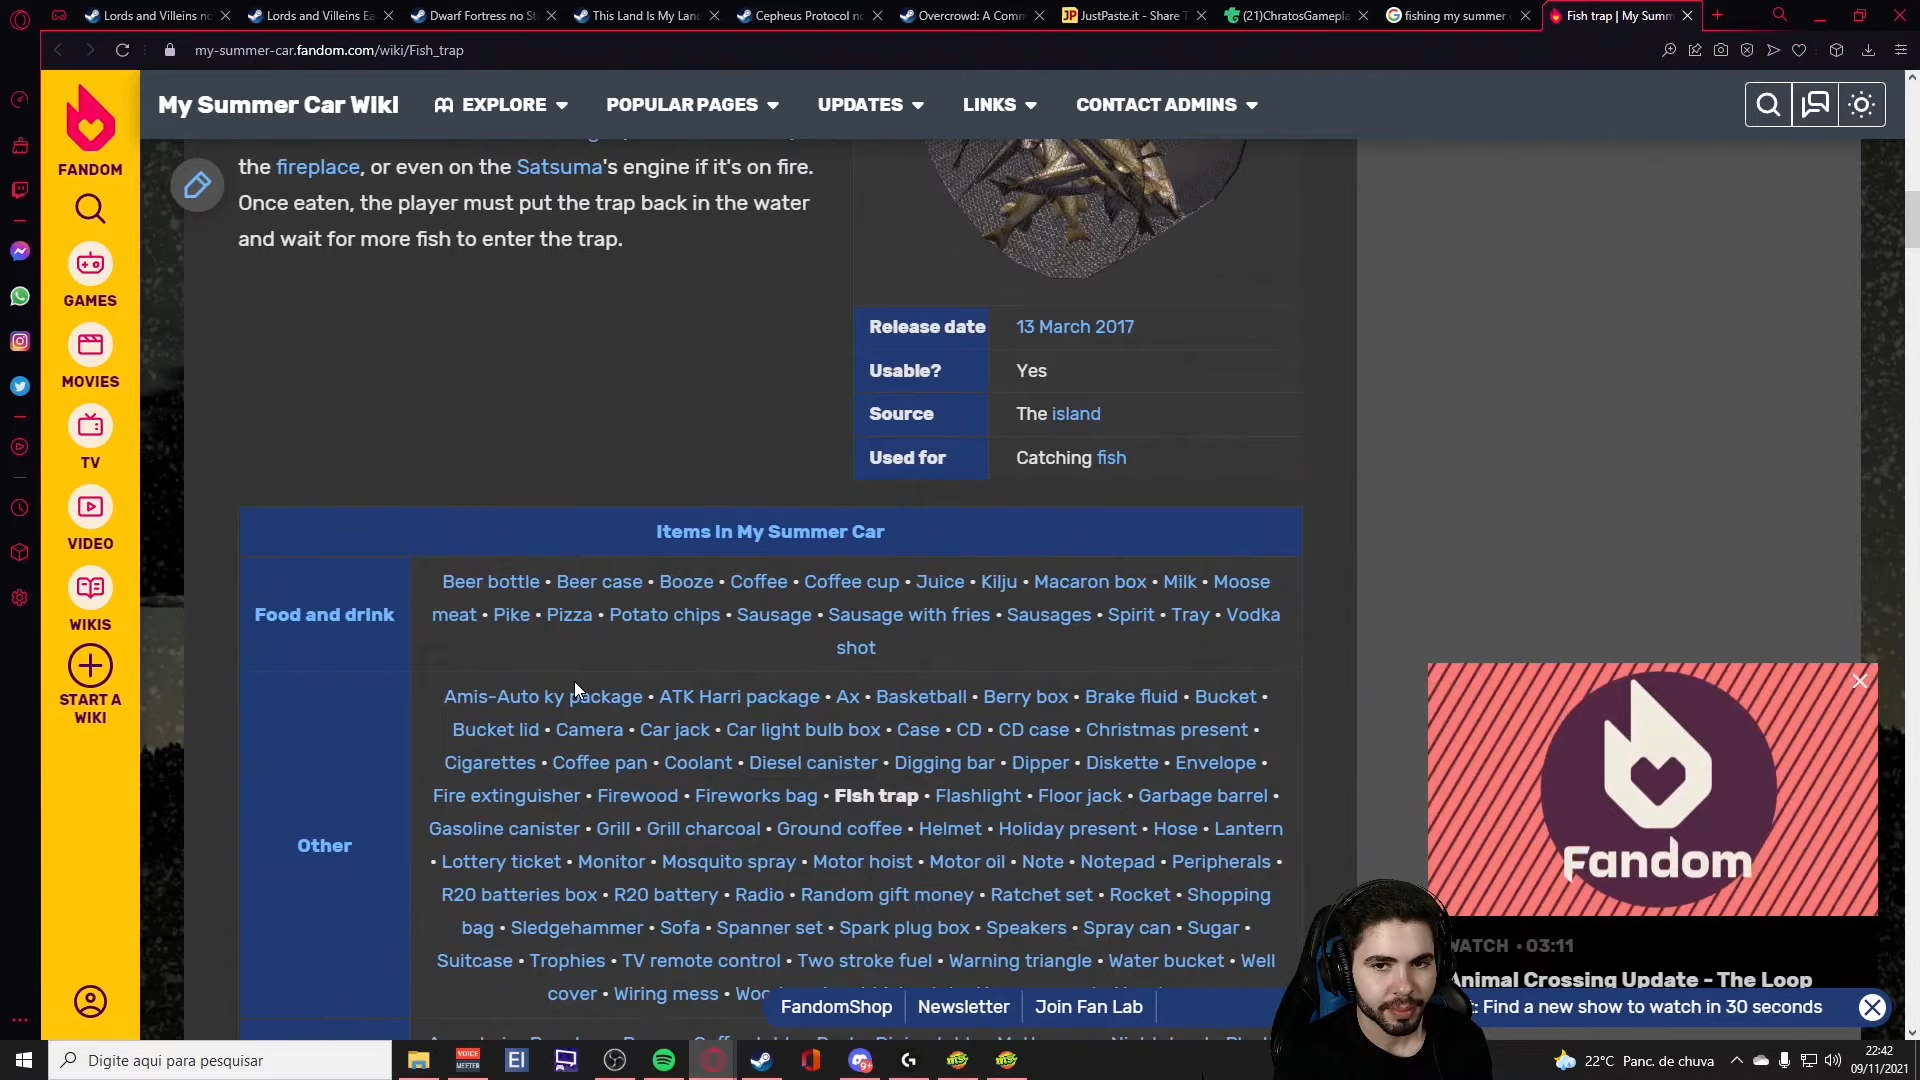 Lords and Villeins no
Lords and Villeins Ea
Dwarf Fortress no St
This Land Is My Lan
Cepheus Protocol no
Overcrowd: A Comm
JustPaste.it - Share T
(21)ChratosGamepla
fishing my summer
Fish trap | My Summ
my-summer-car.fandom.com/wiki/Fish_trap
My Summer Car Wiki
EXPLORE
POPULAR PAGES
UPDATES
LINKS
CONTACT ADMINS
FANDOM
GAMES
MOVIES
TV
VIDEO
WIKIS
START A
WIKI
the fireplace, or even on the Satsuma's engine if it's on fire.
Once eaten, the player must put the trap back in the water
and wait for more fish to enter the trap.
Release date 13 March 2017
Usable? Yes
Source The island
Used for Catching fish
Items In My Summer Car
Food and drink
Beer bottle • Beer case • Booze • Coffee • Coffee cup • Juice • Kilju • Macaron box • Milk • Moose
meat • Pike • Pizza • Potato chips • Sausage • Sausage with fries • Sausages • Spirit • Tray • Vodka
shot
Other
Amis-Auto ky package • ATK Harri package • Ax • Basketball • Berry box • Brake fluid • Bucket •
Bucket lid • Camera • Car jack • Car light bulb box • Case • CD • CD case • Christmas present •
Cigarettes • Coffee pan • Coolant • Diesel canister • Digging bar • Dipper • Diskette • Envelope •
Fire extinguisher • Firewood • Fireworks bag • Fish trap • Flashlight • Floor jack • Garbage barrel •
Gasoline canister • Grill • Grill charcoal • Ground coffee • Helmet • Holiday present • Hose • Lantern
• Lottery ticket • Monitor • Mosquito spray • Motor hoist • Motor oil • Note • Notepad • Peripherals •
R20 batteries box • R20 battery • Radio • Random gift money • Ratchet set • Rocket • Shopping
bag • Sledgehammer • Sofa • Spanner set • Spark plug box • Speakers • Spray can • Sugar •
Suitcase • Trophies • TV remote control • Two stroke fuel • Warning triangle • Water bucket • Well
cover • Wiring mess • Woo
Fandom
WATCH • 03:11
Animal Crossing Update - The Loop
FandomShop
Newsletter
Join Fan Lab
t: Find a new show to watch in 30 seconds
Digite aqui para pesquisar
VOICE
MEETER
EI
9+
22°C Panc. de chuva
22:42
09/11/2021